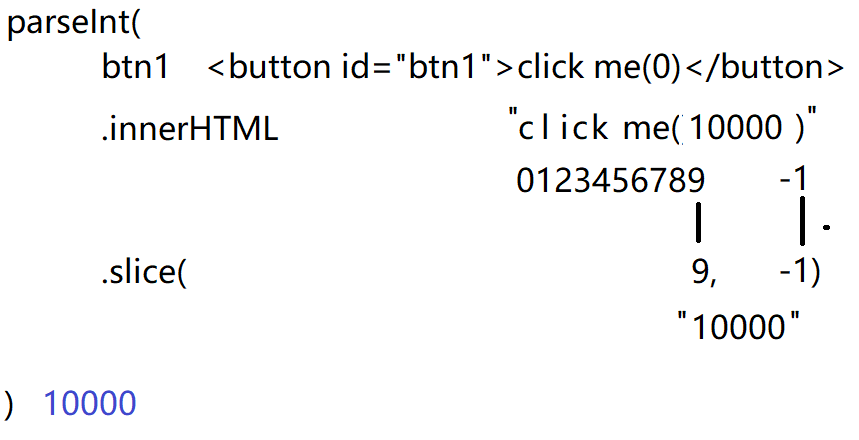 parseInt(
btn1 <button id="btn1">click me(0)</button>
.innerHTML "click me(10000 )"
0123456789 -1
.slice( 9, -1)
"10000"
) 10000